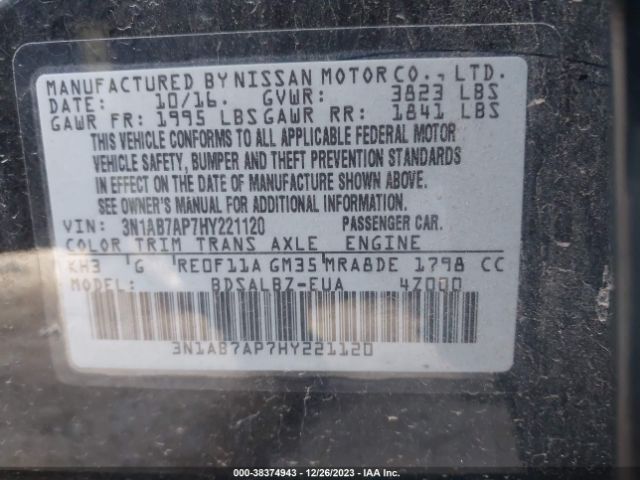 MANUFACTURED BY NISSAN MOTOR CO., LTD.
DATE: 10/16. GVWR: 3823 LBS
GAWR FR: 1995 LBS GAWR RR: 1841 LBS
THIS VEHICLE CONFORMS TO ALL APPLICABLE FEDERAL MOTOR
VEHICLE SAFETY, BUMPER AND THEFT PREVENTION STANDARDS
IN EFFECT ON THE DATE OF MANUFACTURE SHOWN ABOVE.
SEE OWNER'S MANUAL FOR ADDITIONAL INFORMATION.
VIN: 3N1AB7AP7HY221120 PASSENGER CAR.
COLOR TRIM TRANS AXLE ENGINE
KH3 G RE0F11A GM35 MRA8DE 1798 CC
MODEL: BDSALBZ-EUA 4Z000
3N1AB7AP7HY221120
000-38374943 - 12/26/2023 - IAA Inc.